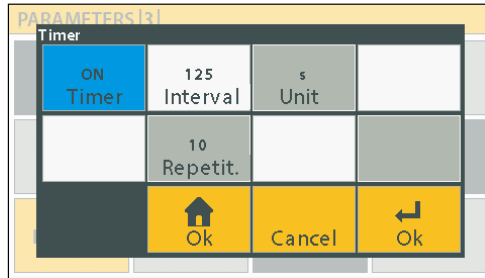 PARAMETERS|3|
Timer
ON
Timer
125
Interval
s
Unit
10
Repetit.
Ok
Cancel
Ok